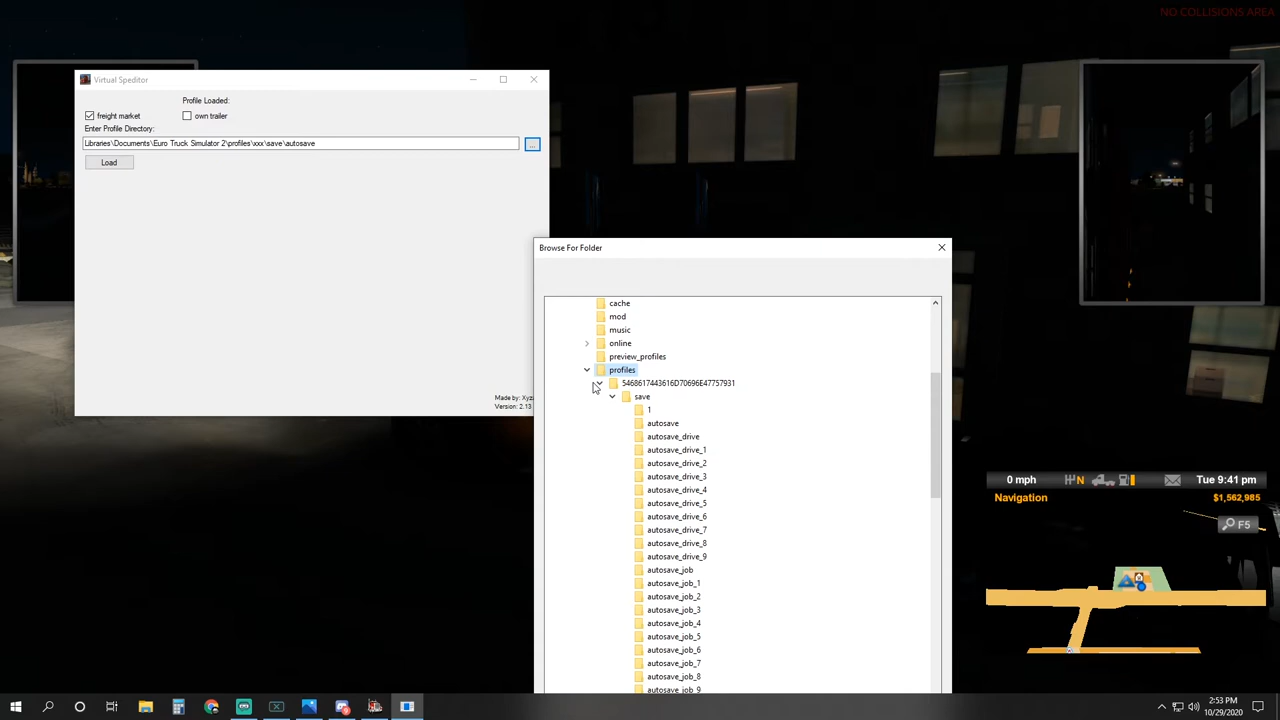 NO COLLISIONS AREA
Virtual Speditor
Profile Loaded:
freight market
own trailer
Enter Profile Directory:
Libraries\Documents\Euro Truck Simulator 2\profiles\xxx\save\autosave
...
Load
Made by: Xyza
Version: 2.13
Browse For Folder
cache
mod
music
online
preview_profiles
profiles
5468617443616D70696E47757931
save
1
autosave
autosave_drive
autosave_drive_1
autosave_drive_2
autosave_drive_3
autosave_drive_4
autosave_drive_5
autosave_drive_6
autosave_drive_7
autosave_drive_8
autosave_drive_9
autosave_job
autosave_job_1
autosave_job_2
autosave_job_3
autosave_job_4
autosave_job_5
autosave_job_6
autosave_job_7
autosave_job_8
autosave_job_9
0 mph
N
Tue 9:41 pm
Navigation
$1,562,985
F5
2:53 PM
10/29/2020